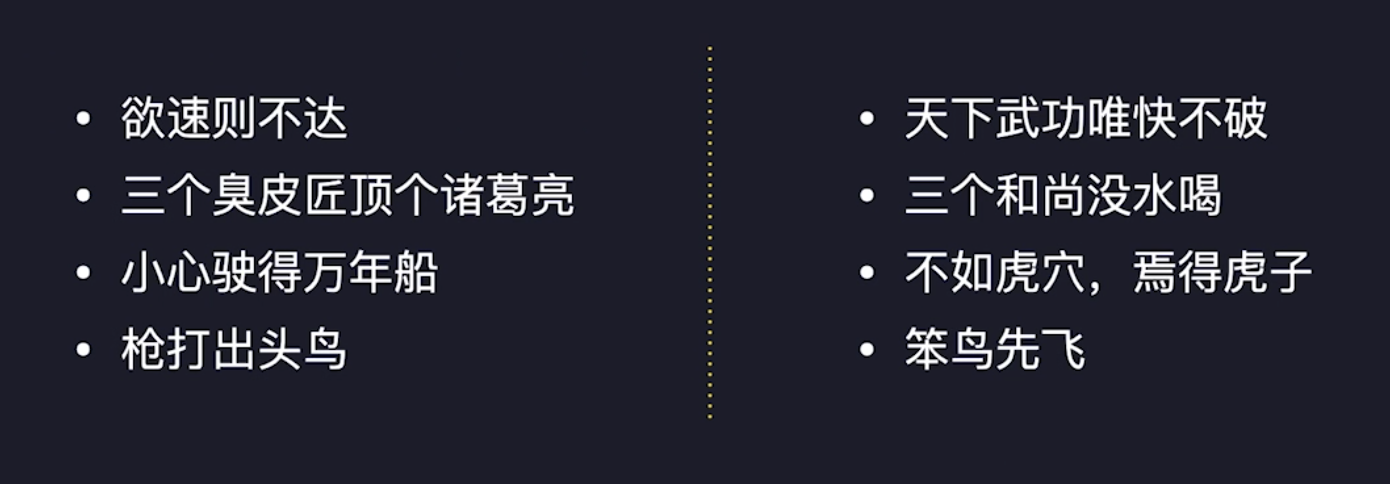 欲速则不达
三个臭皮匠顶个诸葛亮
小心驶得万年船
枪打出头鸟
天下武功唯快不破
三个和尚没水喝
不如虎穴，焉得虎子
笨鸟先飞